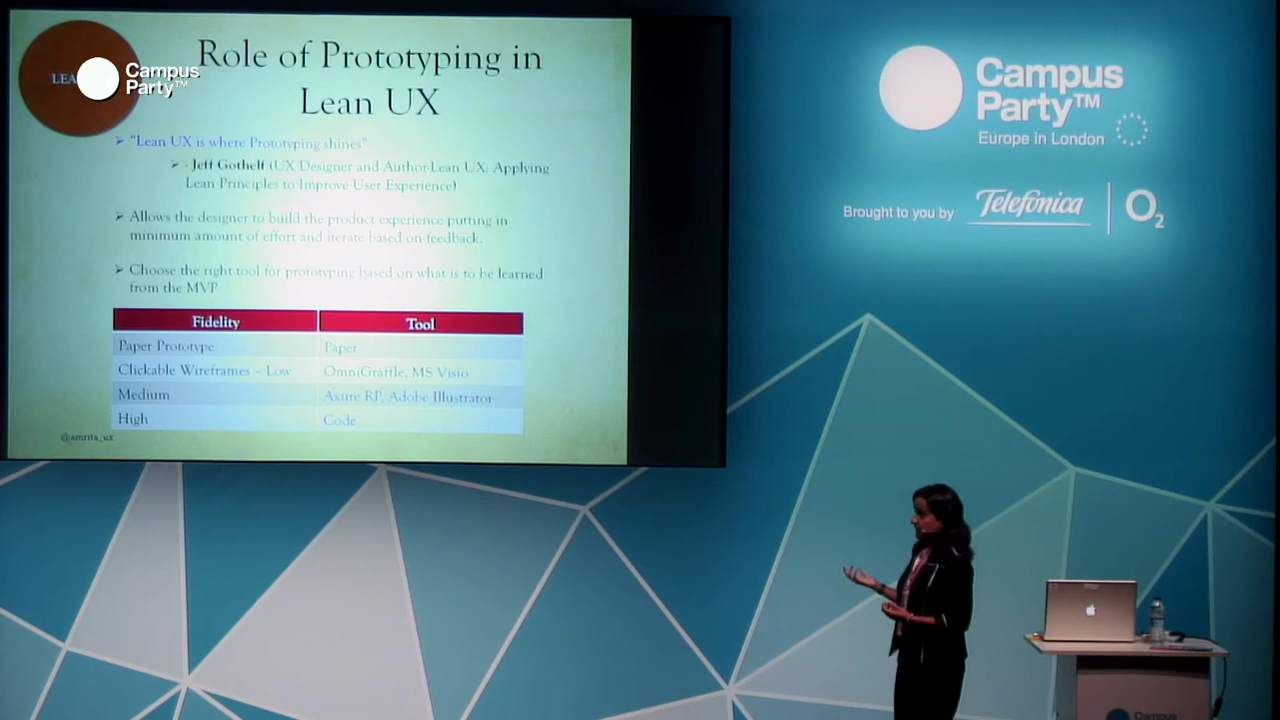 Role of Prototyping in
Lean UX
LEA
Campus
Party™
➢ "Lean UX is where Prototyping shines"
➢ - Jeff Gothelf (UX Designer and Author-Lean UX: Applying
Lean Principles to Improve User Experience)
➢ Allows the designer to build the product experience putting in
minimum amount of effort and iterate based on feedback.
➢ Choose the right tool for prototyping based on what is to be learned
from the MVP
Fidelity Tool
Paper Prototype Paper
Clickable Wireframes – Low OmniGraffle, MS Visio
Medium Axure RP, Adobe Illustrator
High Code
@amrita_ux
Campus
Party™
Europe in London
Brought to you by Telefónica O2
Campus